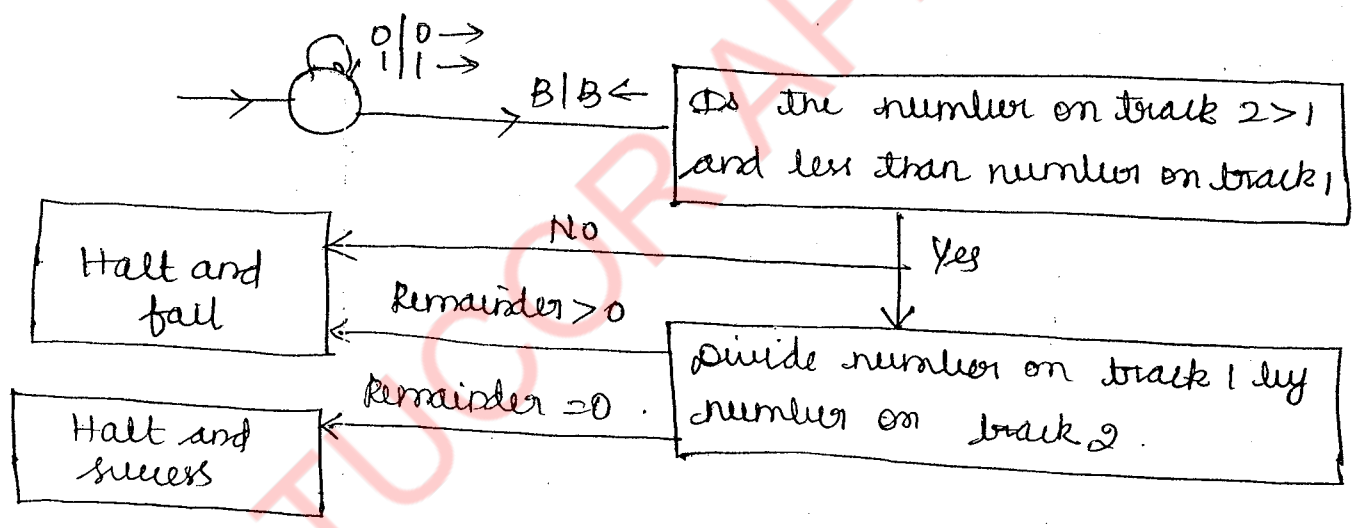 0|0→
1|1→
B|B←
Is the number on track 2>1
and less than number on track 1
No
Yes
Halt and
fail
Remainder>0
Divide number on track 1 by
number on track 2.
Remainder =0.
Halt and
success